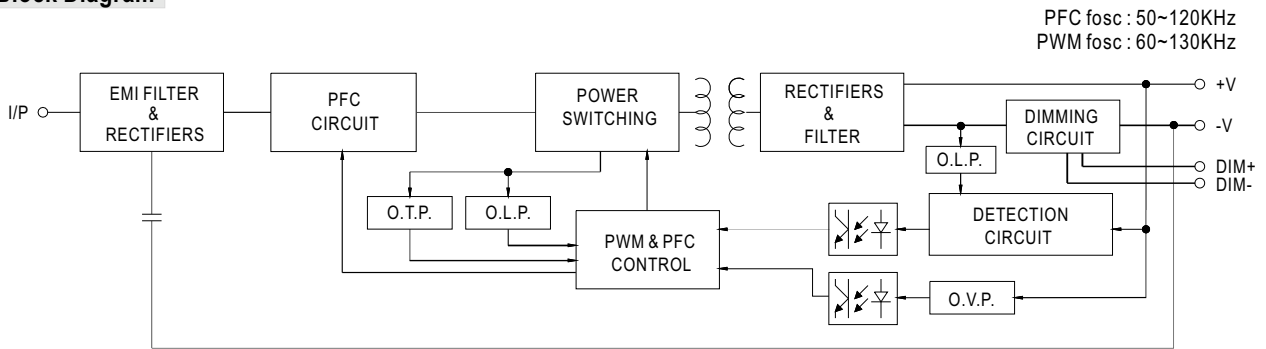 Block Diagram
PFC fosc : 50~120KHz
PWM fosc : 60~130KHz
I/P
EMI FILTER
&
RECTIFIERS
PFC
CIRCUIT
POWER
SWITCHING
RECTIFIERS
&
FILTER
DIMMING
CIRCUIT
+V
-V
DIM+
DIM-
O.L.P.
O.T.P.
O.L.P.
PWM & PFC
CONTROL
DETECTION
CIRCUIT
O.V.P.